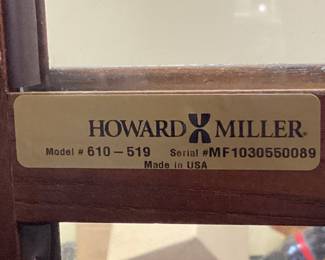 HOWARD MILLER®
Model # 610-519 Serial #MF1030550089
Made in USA